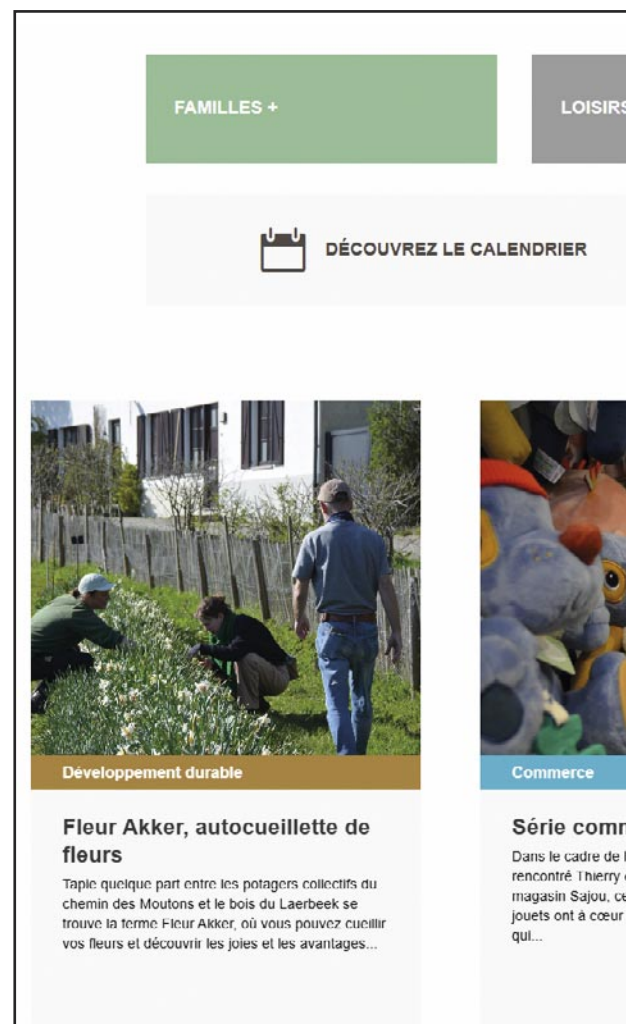 FAMILLES +
LOISIRS
DÉCOUVREZ LE CALENDRIER
Développement durable
Fleur Akker, autocueillette de
fleurs
Tapie quelque part entre les potagers collectifs du
chemin des Moutons et le bois du Laerbeek se
trouve la ferme Fleur Akker, où vous pouvez cueillir
vos fleurs et découvrir les joies et les avantages...
Commerce
Série comm
Dans le cadre de
rencontré Thierry
magasin Sajou, ce
jouets ont à cœur
qui...